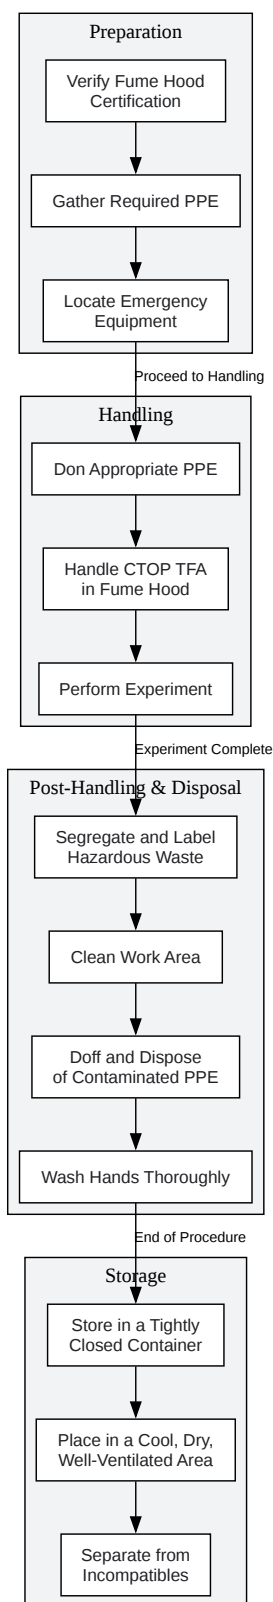 Preparation
Verify Fume Hood
Certification
Gather Required PPE
Locate Emergency
Equipment
Proceed to Handling
Handling
Don Appropriate PPE
Handle CTOP TFA
in Fume Hood
Perform Experiment
Experiment Complete
Post-Handling & Disposal
Segregate and Label
Hazardous Waste
Clean Work Area
Doff and Dispose
of Contaminated PPE
Wash Hands Thoroughly
End of Procedure
Storage
Store in a Tightly
Closed Container
Place in a Cool, Dry,
Well-Ventilated Area
Separate from
Incompatibles